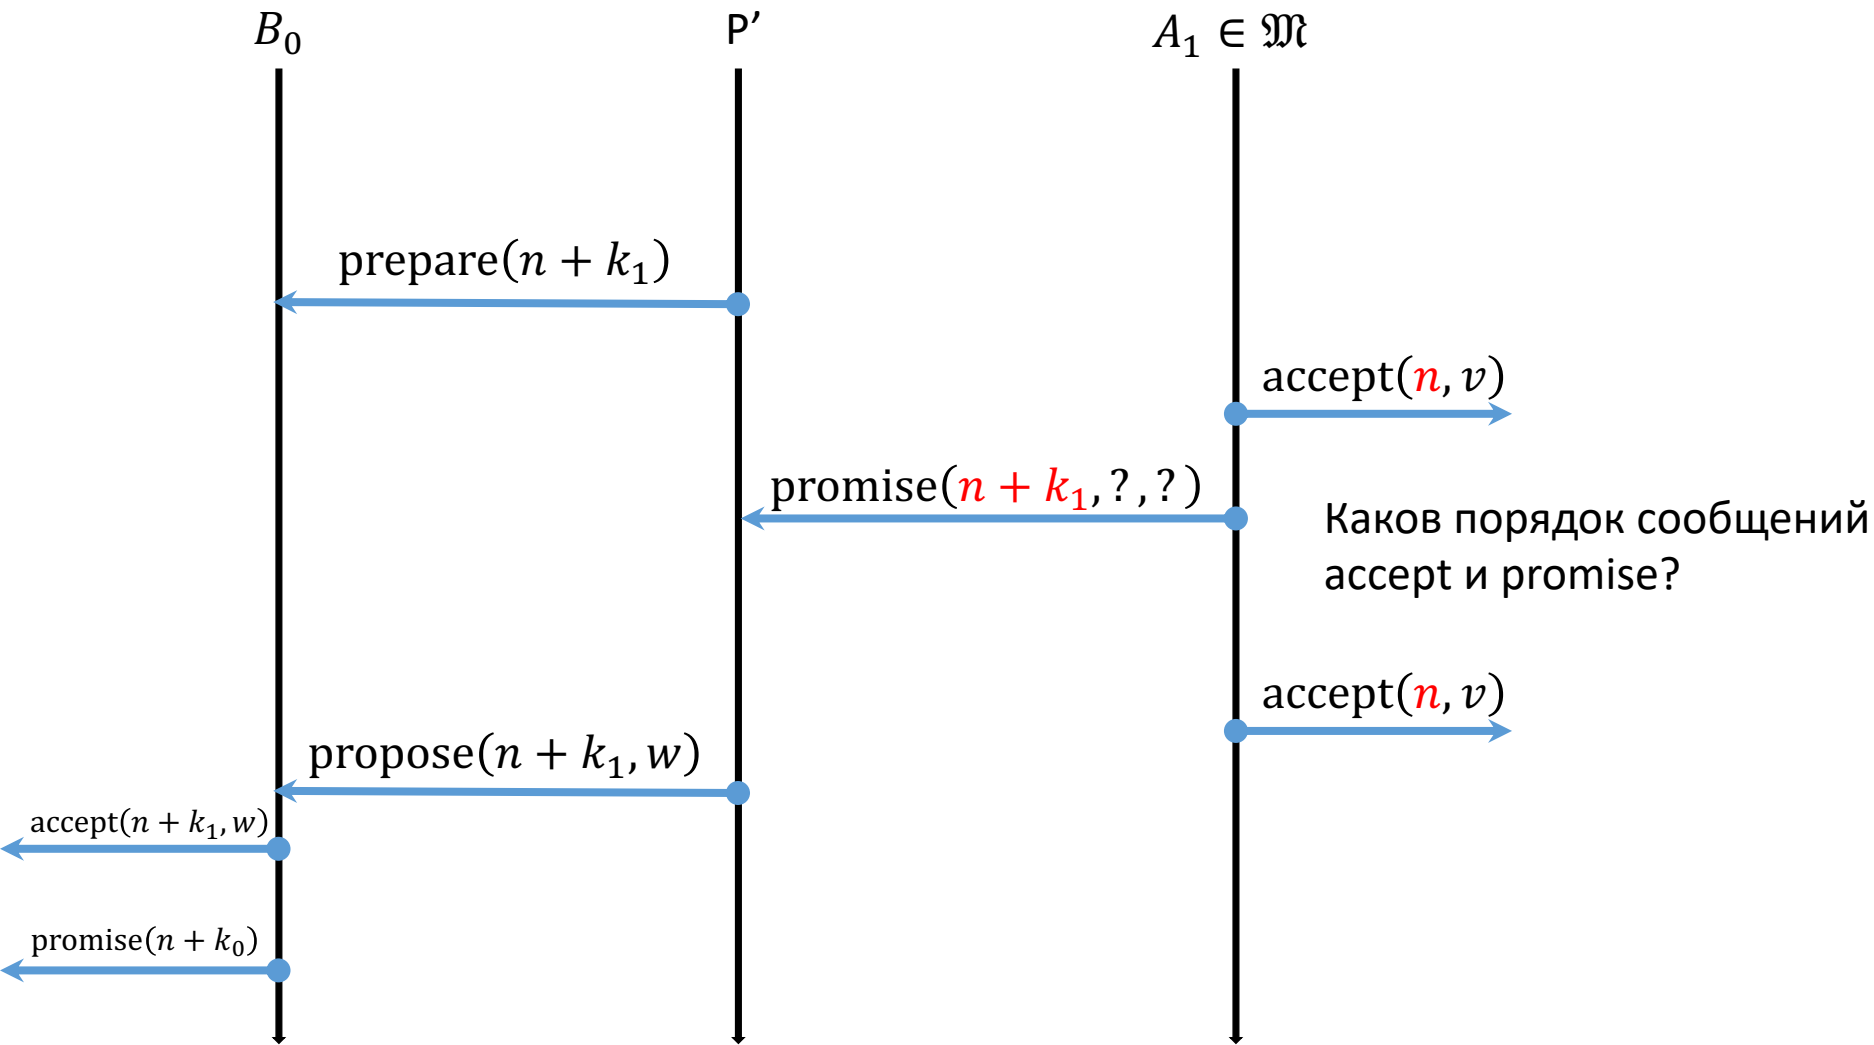 B₀
P’
A₁ ∈ 𝔐
prepare(n + k₁)
accept(n, v)
promise(n + k₁, ?, ?)
Каков порядок сообщений
accept и promise?
accept(n, v)
propose(n + k₁, w)
accept(n + k₁, w)
promise(n + k₀)